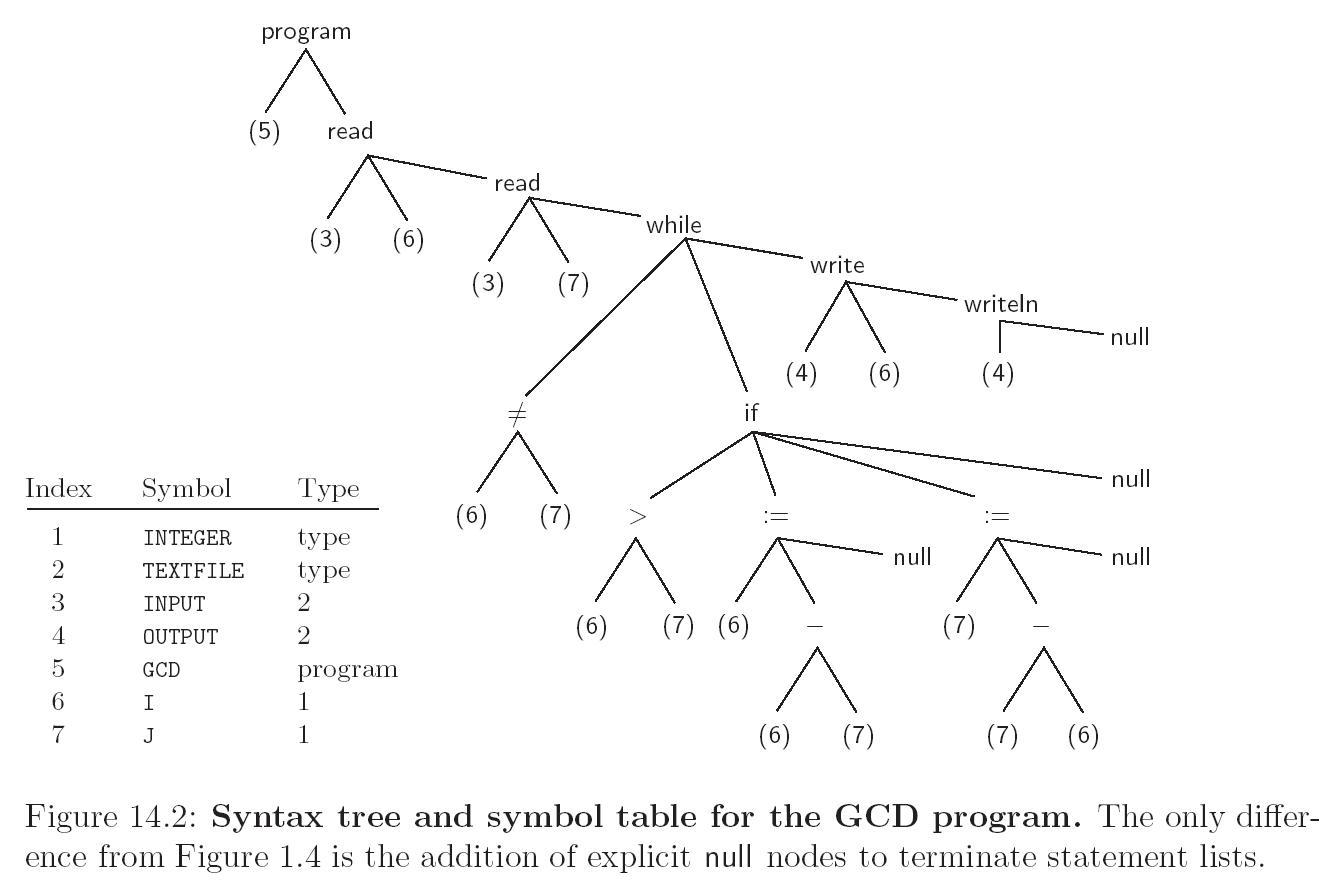 program
(5) read
read
(3) (6)
while
(3) (7)
write
writeln
null
(4) (6) (4)
≠ if
null
(6) (7) > := :=
null null
(6) (7) (6) − (7) −
(6) (7) (7) (6)
Index Symbol Type
1 INTEGER type
2 TEXTFILE type
3 INPUT 2
4 OUTPUT 2
5 GCD program
6 I 1
7 J 1
Figure 14.2: Syntax tree and symbol table for the GCD program. The only differ-
ence from Figure 1.4 is the addition of explicit null nodes to terminate statement lists.